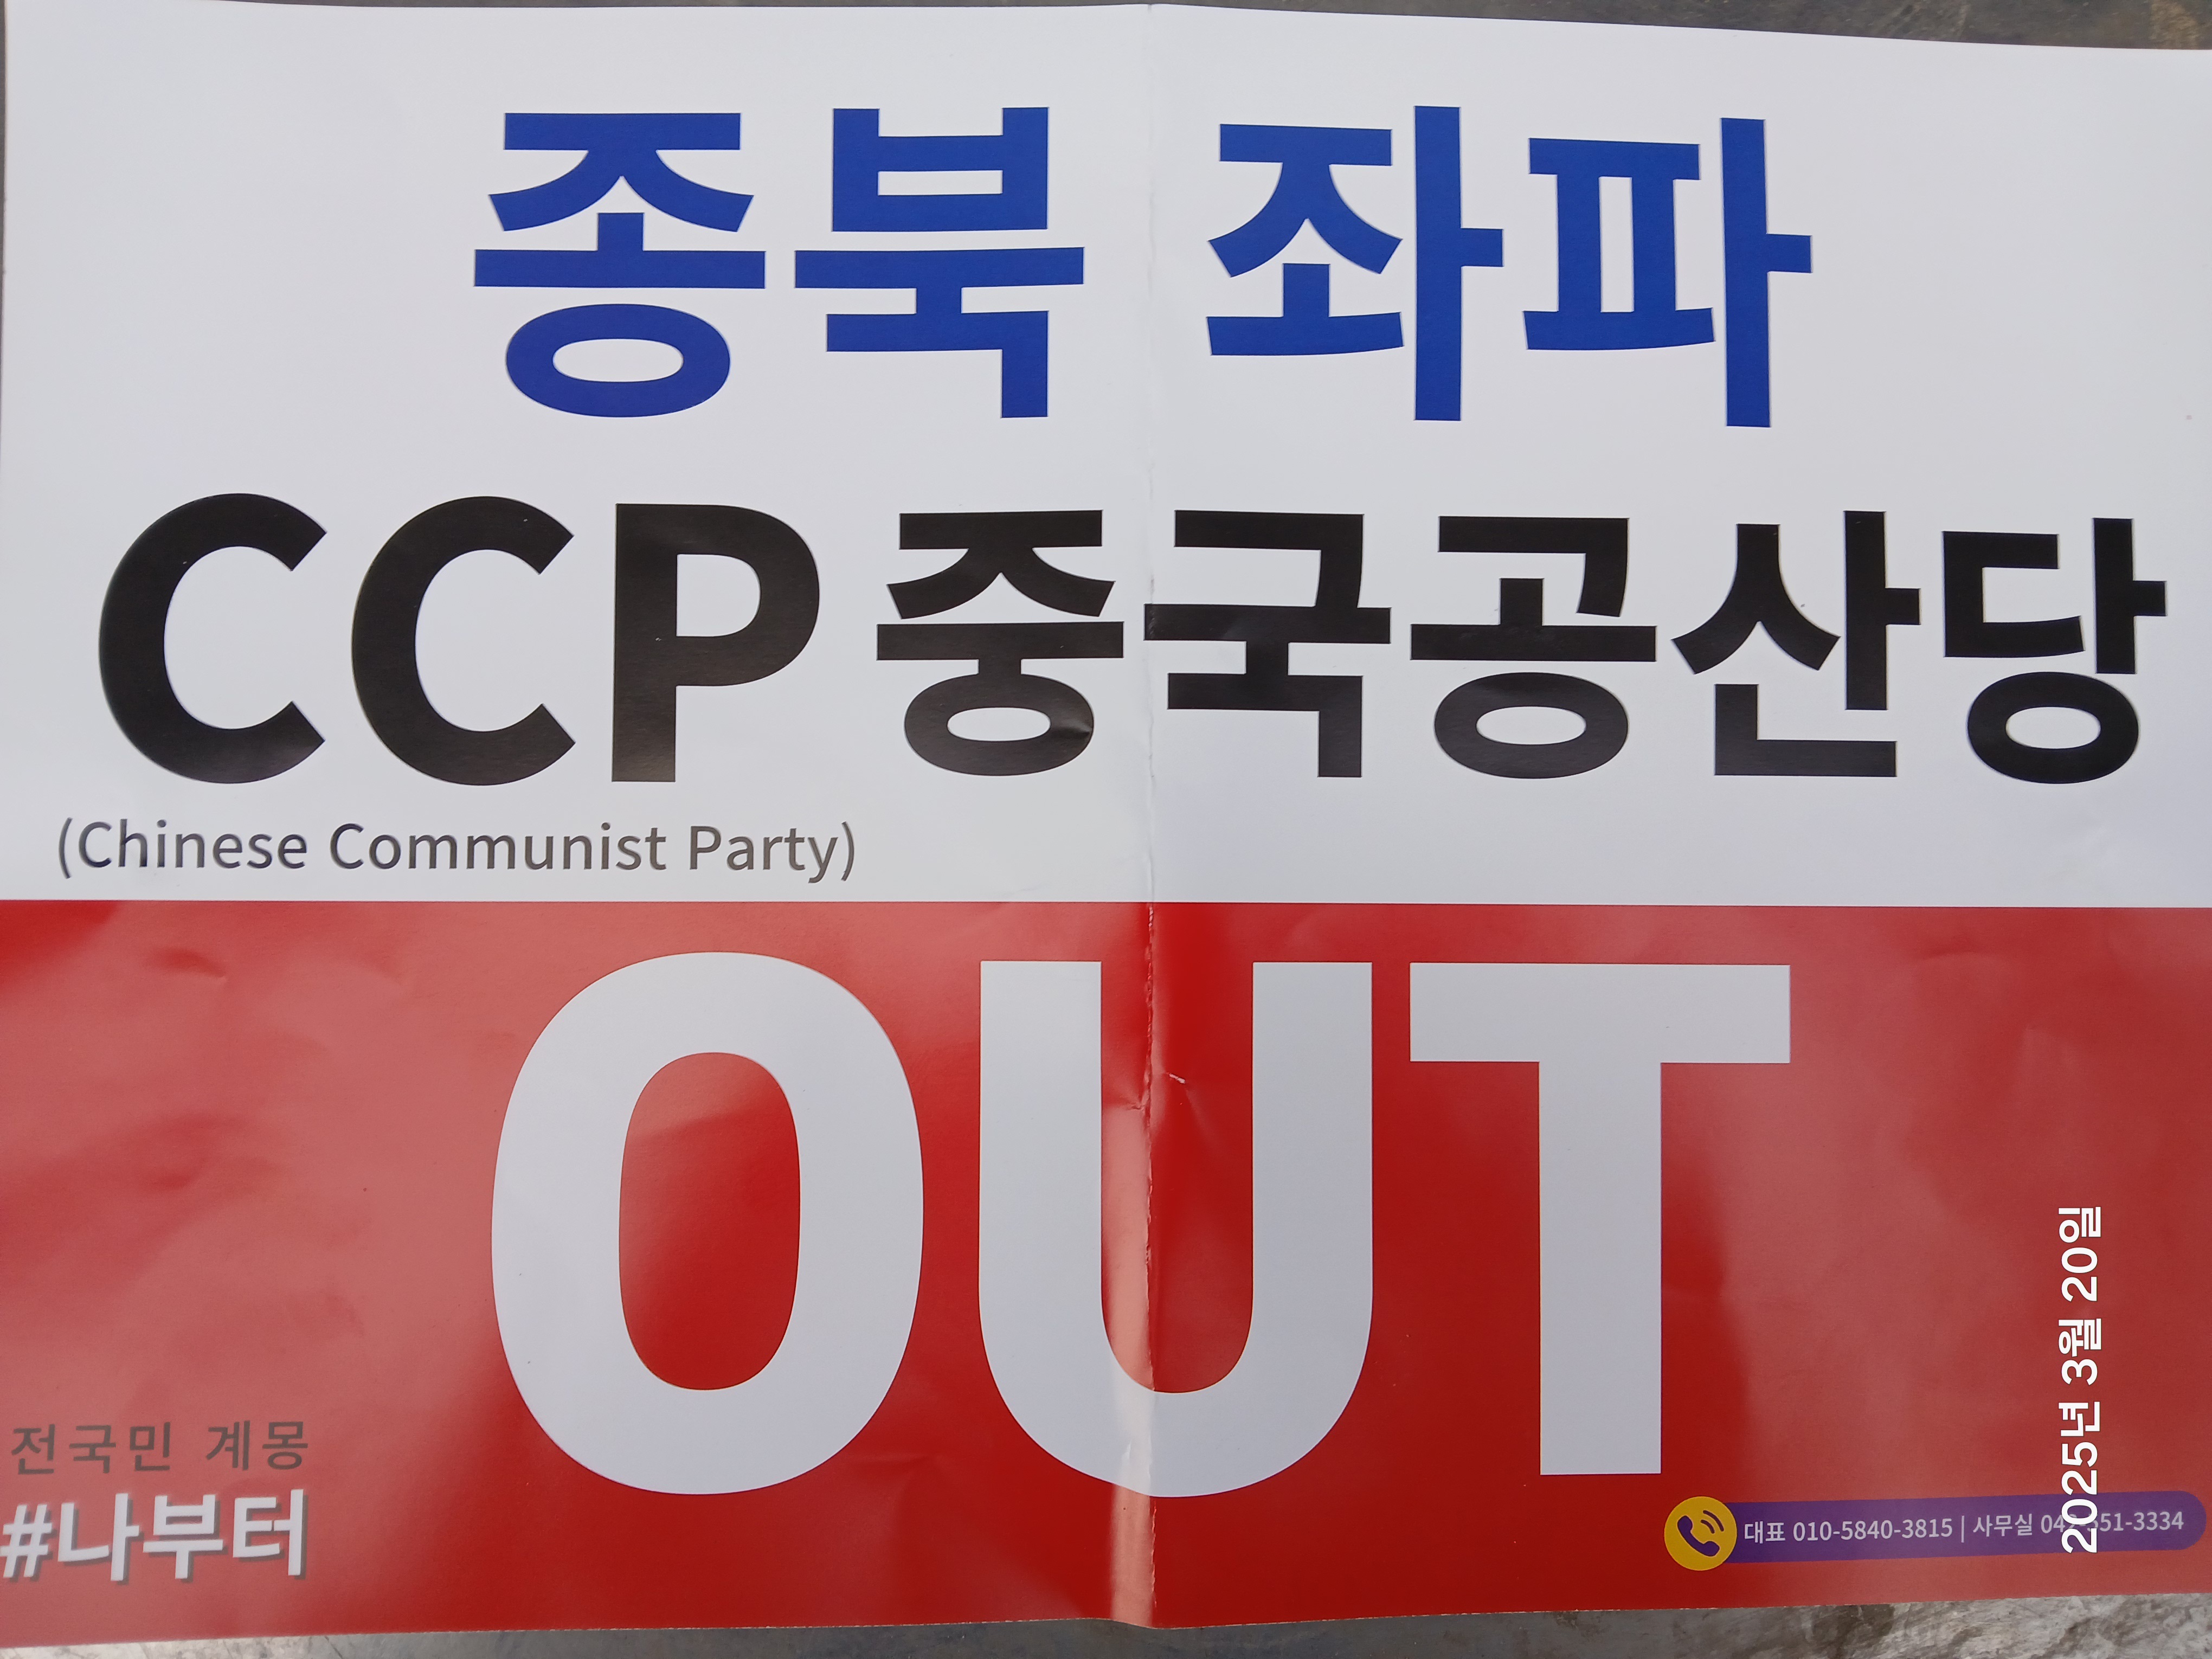 종북 좌파
CCP 중국공산당
(Chinese Communist Party)
OUT
전국민 계몽
#나부터
대표 010-5840-3815 | 사무실
2025년 3월 20일